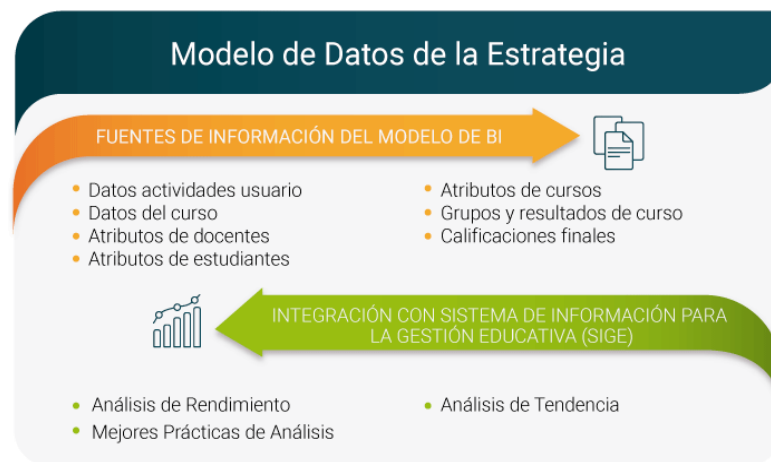 Modelo de Datos de la Estrategia
FUENTES DE INFORMACIÓN DEL MODELO DE BI
• Datos actividades usuario
• Datos del curso
• Atributos de docentes
• Atributos de estudiantes
• Atributos de cursos
• Grupos y resultados de curso
• Calificaciones finales
INTEGRACIÓN CON SISTEMA DE INFORMACIÓN PARA
LA GESTIÓN EDUCATIVA (SIGE)
• Análisis de Rendimiento
• Mejores Prácticas de Análisis
• Análisis de Tendencia